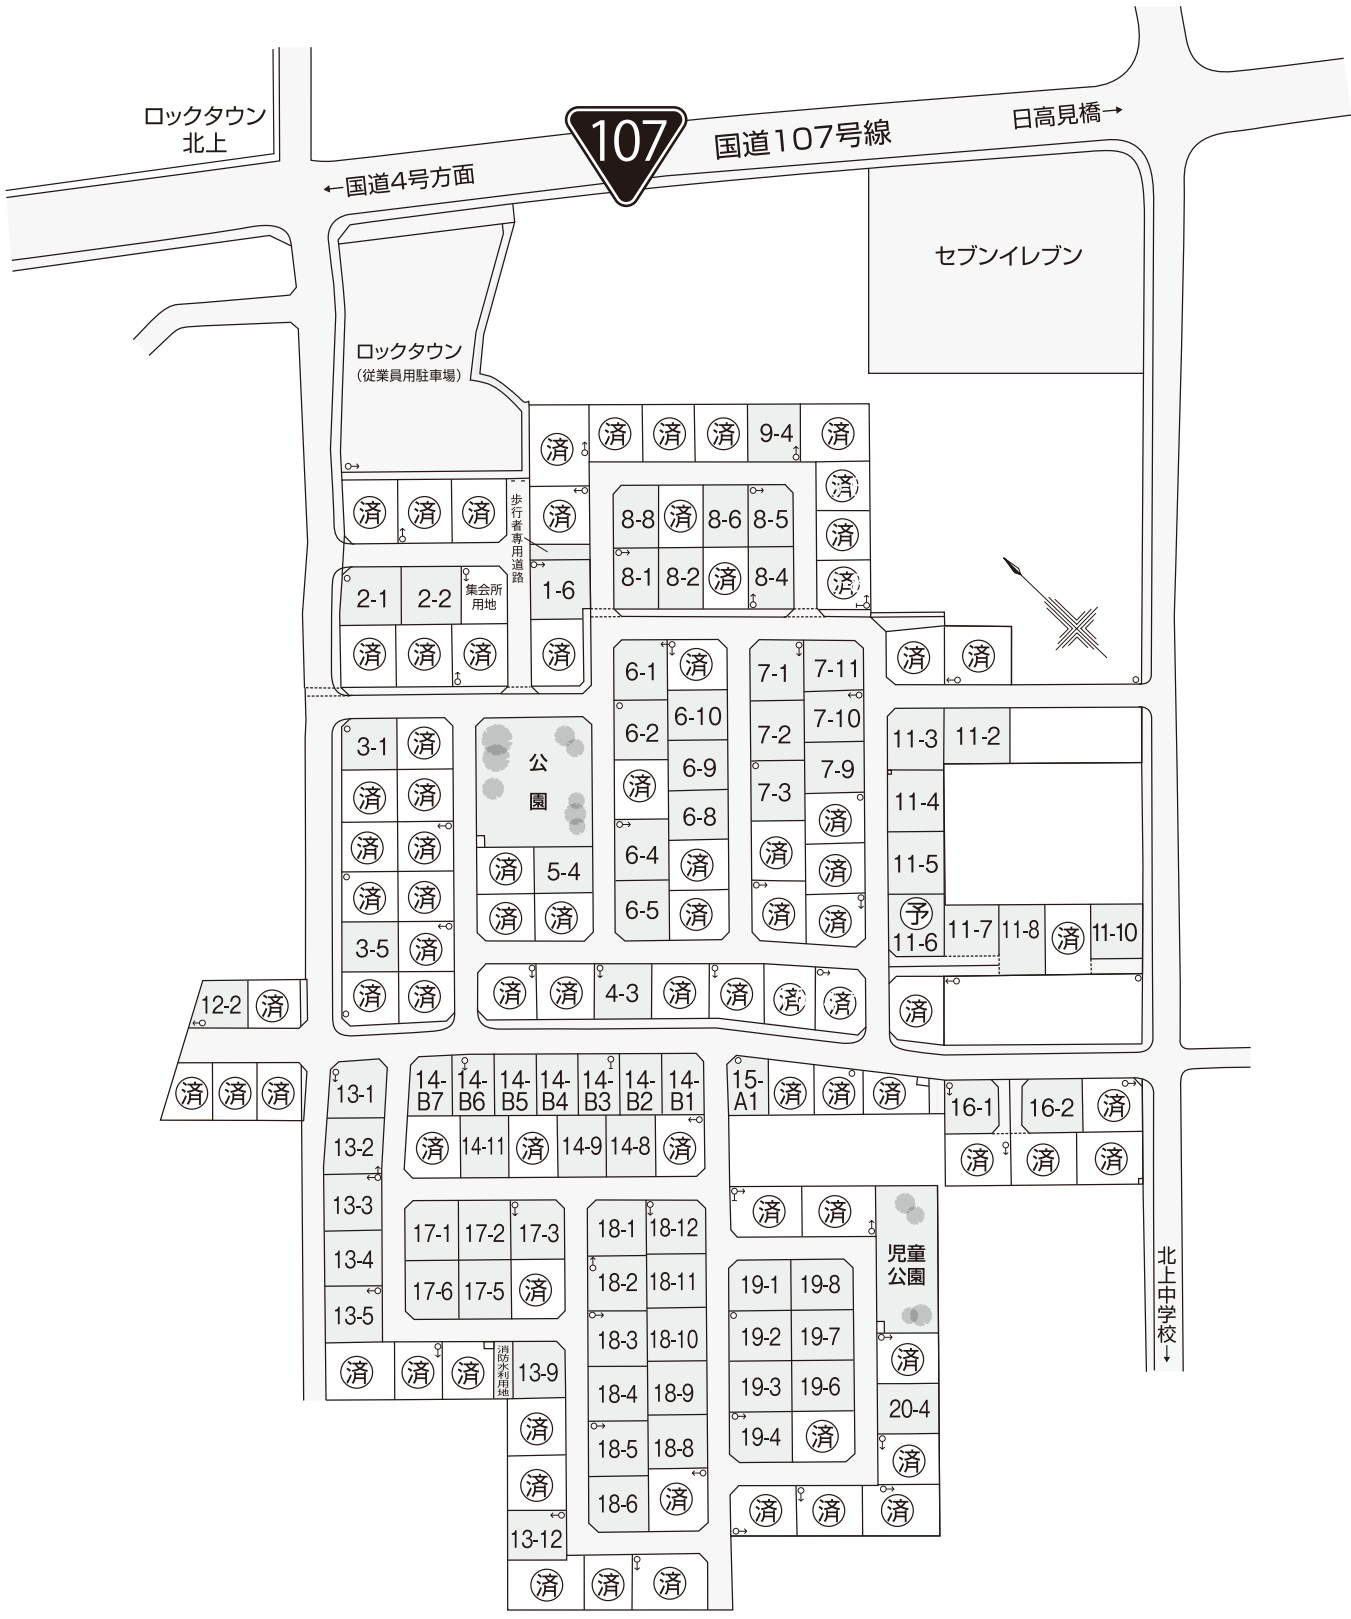 ロックタウン
北上
107
国道107号線
日高見橋→
←国道4号方面
セブンイレブン
ロックタウン
（従業員用駐車場）
済 済 済 済 9-4 済
済 済 済
歩行者専用道路
済
8-8 済 8-6 8-5
済
済
8-1 8-2 済 8-4
済
2-1 2-2 集会所
用地
1-6
済 済 済
済
済 済
6-1 済
7-1 7-11
6-2 6-10
7-2 7-10
済 6-9
7-3 7-9
6-8
済
6-4 済
済 済
6-5 済
済 済
3-1 済
済 済
済 済
済 済
3-5 済
済 済
公
園
済 5-4
済 済
11-3 11-2
11-4
11-5
予
11-6 11-7 11-8 済 11-10
済
済 済 4-3 済 済 済 済
12-2 済
済 済 済
13-1
13-2
13-3
13-4
13-5
14-
B7
14-
B6
14-
B5
14-
B4
14-
B3
14-
B2
14-
B1
済 14-11 済 14-9 14-8 済
15-
A1
済 済 済
16-1 16-2 済
済 済 済
17-1 17-2 17-3
17-6 17-5 済
18-1 18-12
18-2 18-11
18-3 18-10
18-4 18-9
18-5 18-8
18-6 済
済 済
児童
公園
19-1 19-8
19-2 19-7
19-3 19-6
19-4 済
済
20-4
済
済 済 済
済 済 済
消防水利用地
13-9
済
済
13-12
済 済 済
北上中学校→